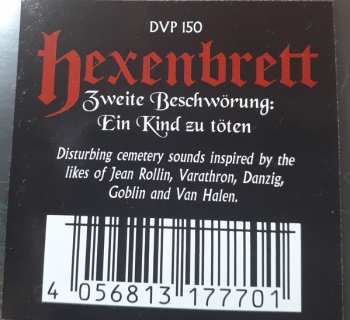 DVP 150
hexenbrett
Zweite Beschwörung:
Ein Kind zu töten
Disturbing cemetery sounds inspired by the
likes of Jean Rollin, Varathron, Danzig,
Goblin and Van Halen.
4 056813 177701